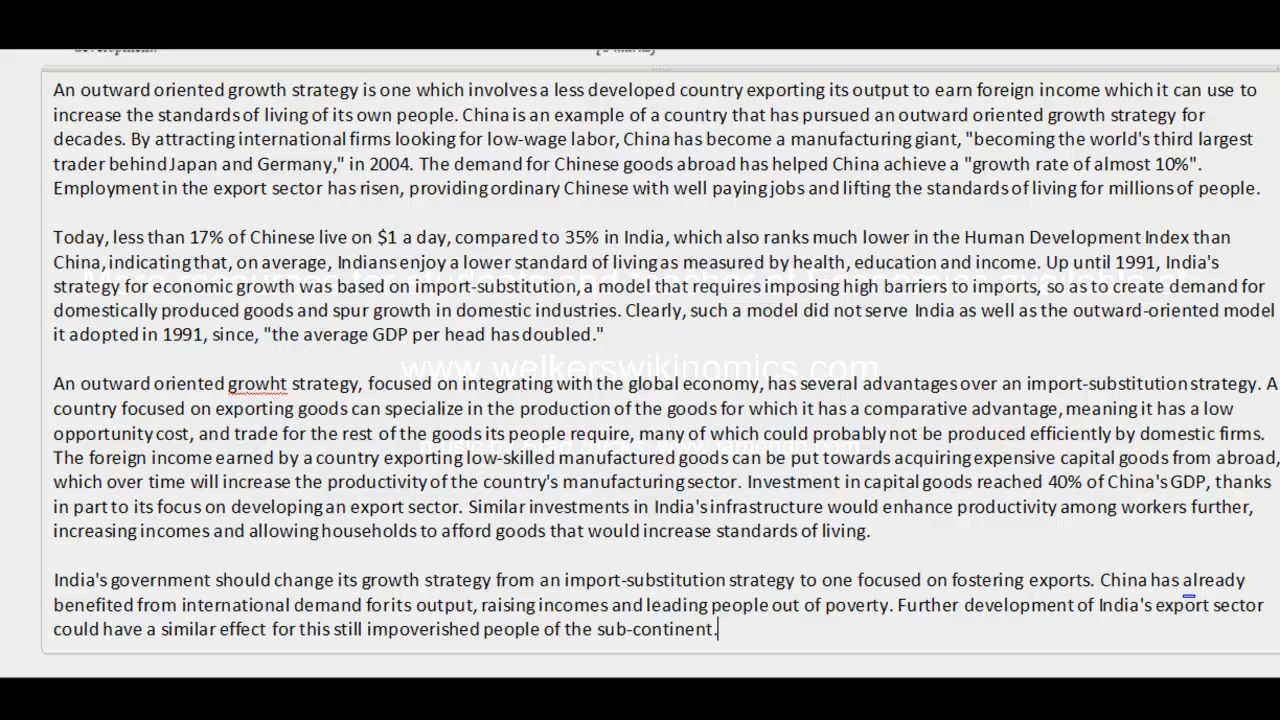 An outward oriented growth strategy is one which involves a less developed country exporting its output to earn foreign income which it can use to
increase the standards of living of its own people. China is an example of a country that has pursued an outward oriented growth strategy for
decades. By attracting international firms looking for low-wage labor, China has become a manufacturing giant, "becoming the world's third largest
trader behind Japan and Germany," in 2004. The demand for Chinese goods abroad has helped China achieve a "growth rate of almost 10%".
Employment in the export sector has risen, providing ordinary Chinese with well paying jobs and lifting the standards of living for millions of people.
Today, less than 17% of Chinese live on $1 a day, compared to 35% in India, which also ranks much lower in the Human Development Index than
China, indicating that, on average, Indians enjoy a lower standard of living as measured by health, education and income. Up until 1991, India's
More resources for students and teacher of Economics available at
strategy for economic growth was based on import-substitution, a model that requires imposing high barriers to imports, so as to create demand for
domestically produced goods and spur growth in domestic industries. Clearly, such a model did not serve India as well as the outward-oriented model
it adopted in 1991, since, "the average GDP per head has doubled."
www.welkerswikinomics.com
An outward oriented growht strategy, focused on integrating with the global economy, has several advantages over an import-substitution strategy. A
country focused on exporting goods can specialize in the production of the goods for which it has a comparative advantage, meaning it has a low
opportunity cost, and trade for the rest of the goods its people require, many of which could probably not be produced efficiently by domestic firms.
The foreign income earned by a country exporting low-skilled manufactured goods can be put towards acquiring expensive capital goods from abroad,
which over time will increase the productivity of the country's manufacturing sector. Investment in capital goods reached 40% of China's GDP, thanks
in part to its focus on developing an export sector. Similar investments in India's infrastructure would enhance productivity among workers further,
increasing incomes and allowing households to afford goods that would increase standards of living.
India's government should change its growth strategy from an import-substitution strategy to one focused on fostering exports. China has already
benefited from international demand for its output, raising incomes and leading people out of poverty. Further development of India's export sector
could have a similar effect for this still impoverished people of the sub-continent.